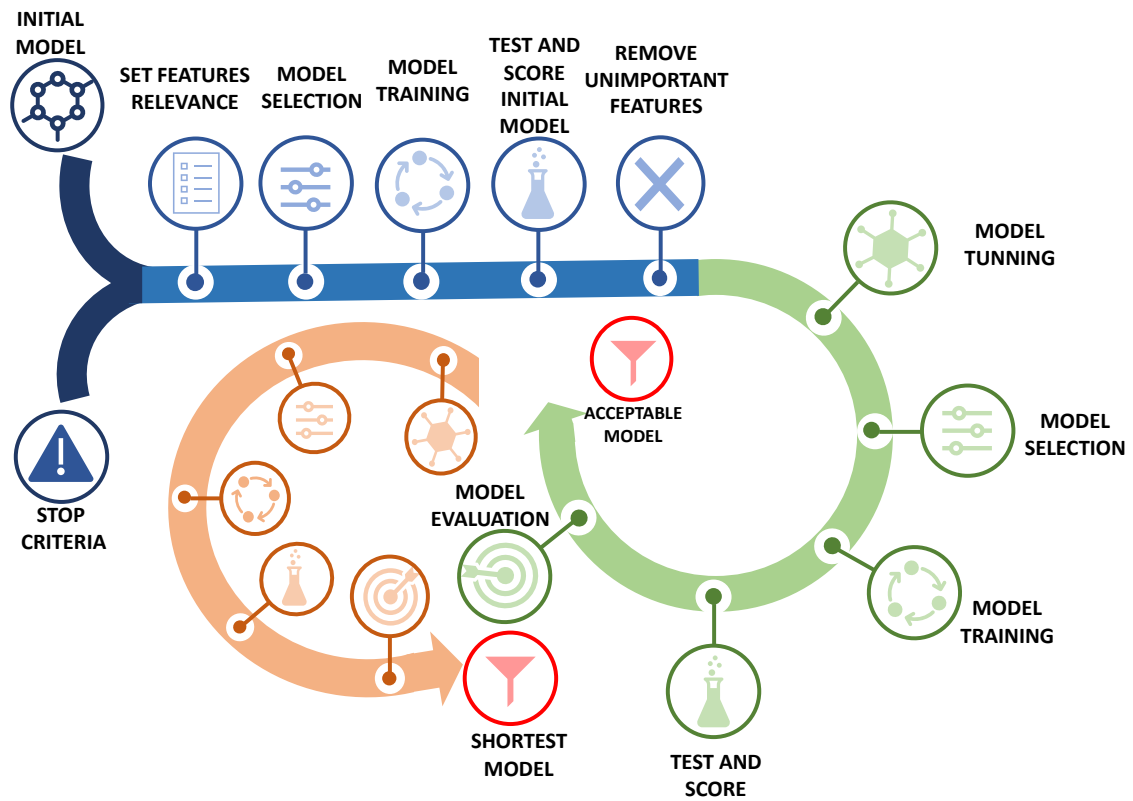 INITIAL
MODEL
SET FEATURES
RELEVANCE
MODEL
SELECTION
MODEL
TRAINING
TEST AND
SCORE
INITIAL
MODEL
REMOVE
UNIMPORTANT
FEATURES
MODEL
TUNNING
MODEL
SELECTION
MODEL
TRAINING
TEST AND
SCORE
MODEL
EVALUATION
ACCEPTABLE
MODEL
SHORTEST
MODEL
STOP
CRITERIA